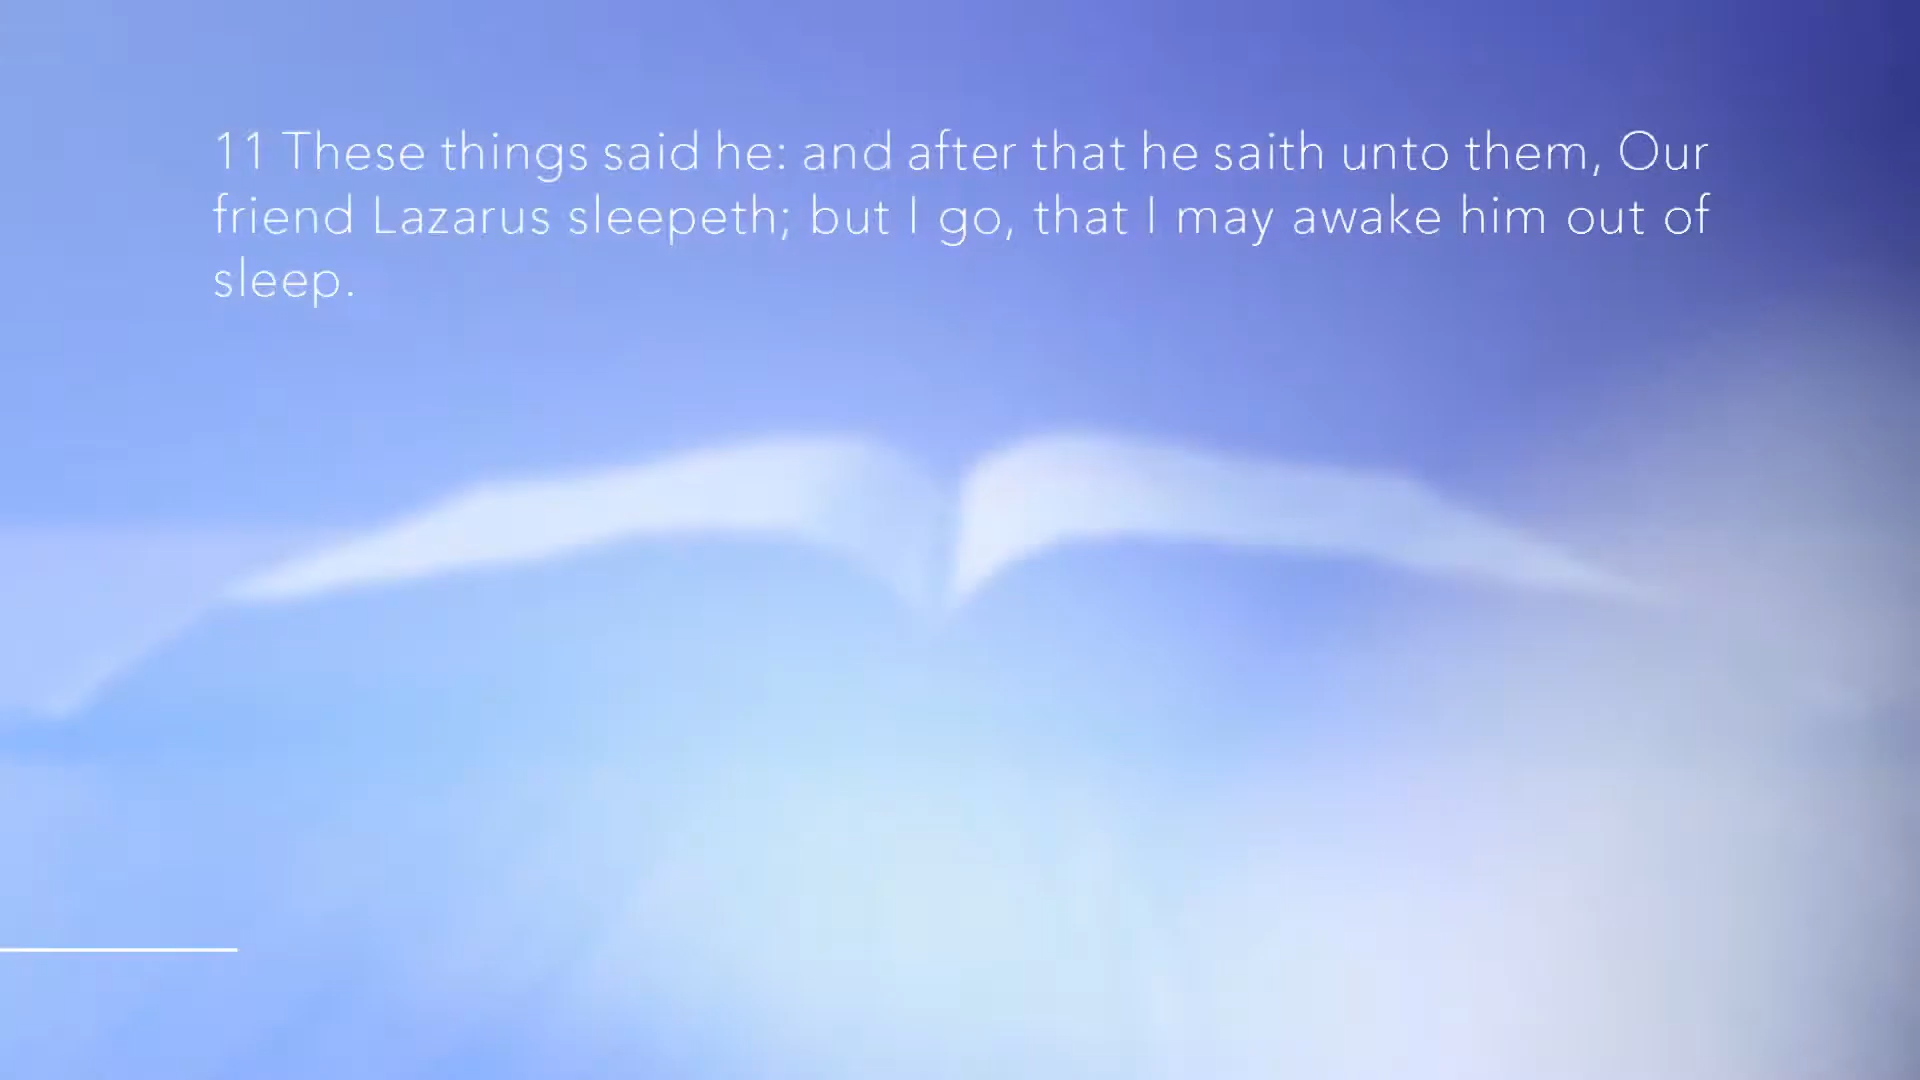 11 These things said he: and after that he saith unto them, Our
friend Lazarus sleepeth; but I go, that I may awake him out of
sleep.